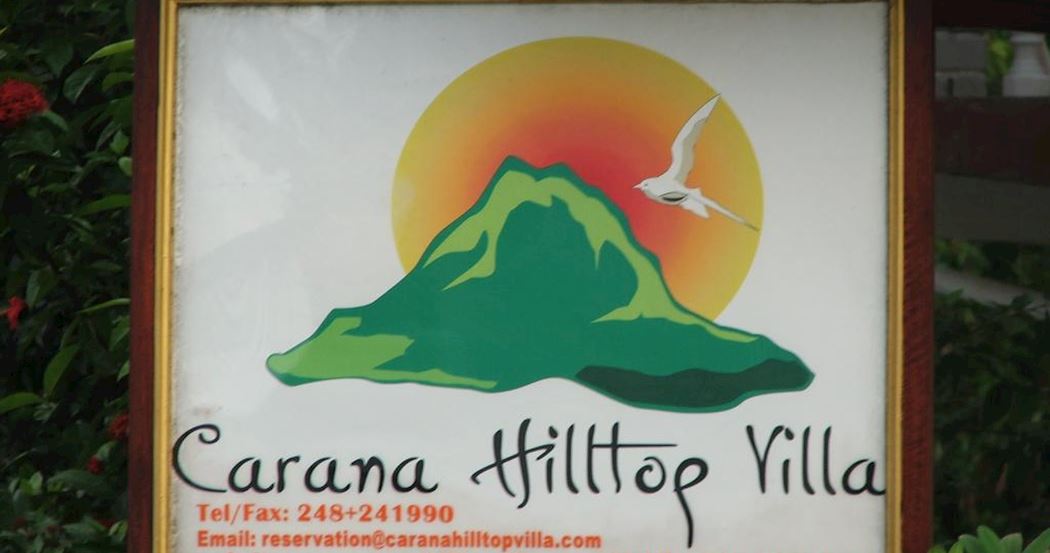 Carana Hilltop Villa
Tel/Fax: 248+241990
Email: reservation@caranahilltopvilla.com